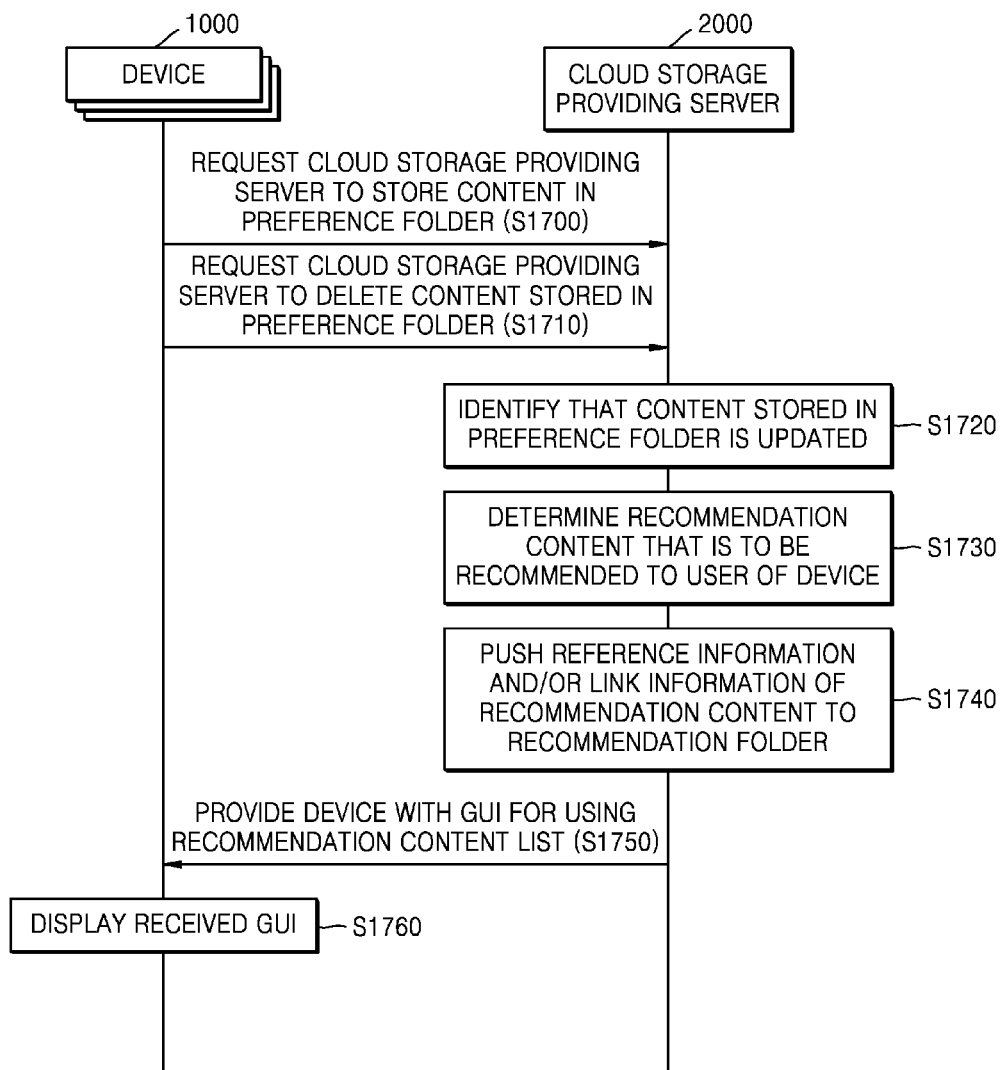 1000
2000
DEVICE
CLOUD STORAGE
PROVIDING SERVER
REQUEST CLOUD STORAGE PROVIDING
SERVER TO STORE CONTENT IN
PREFERENCE FOLDER (S1700)
REQUEST CLOUD STORAGE PROVIDING
SERVER TO DELETE CONTENT STORED IN
PREFERENCE FOLDER (S1710)
IDENTIFY THAT CONTENT STORED IN
PREFERENCE FOLDER IS UPDATED
S1720
DETERMINE RECOMMENDATION
CONTENT THAT IS TO BE
RECOMMENDED TO USER OF DEVICE
S1730
PUSH REFERENCE INFORMATION
AND/OR LINK INFORMATION OF
RECOMMENDATION CONTENT TO
RECOMMENDATION FOLDER
S1740
PROVIDE DEVICE WITH GUI FOR USING
RECOMMENDATION CONTENT LIST (S1750)
DISPLAY RECEIVED GUI
S1760